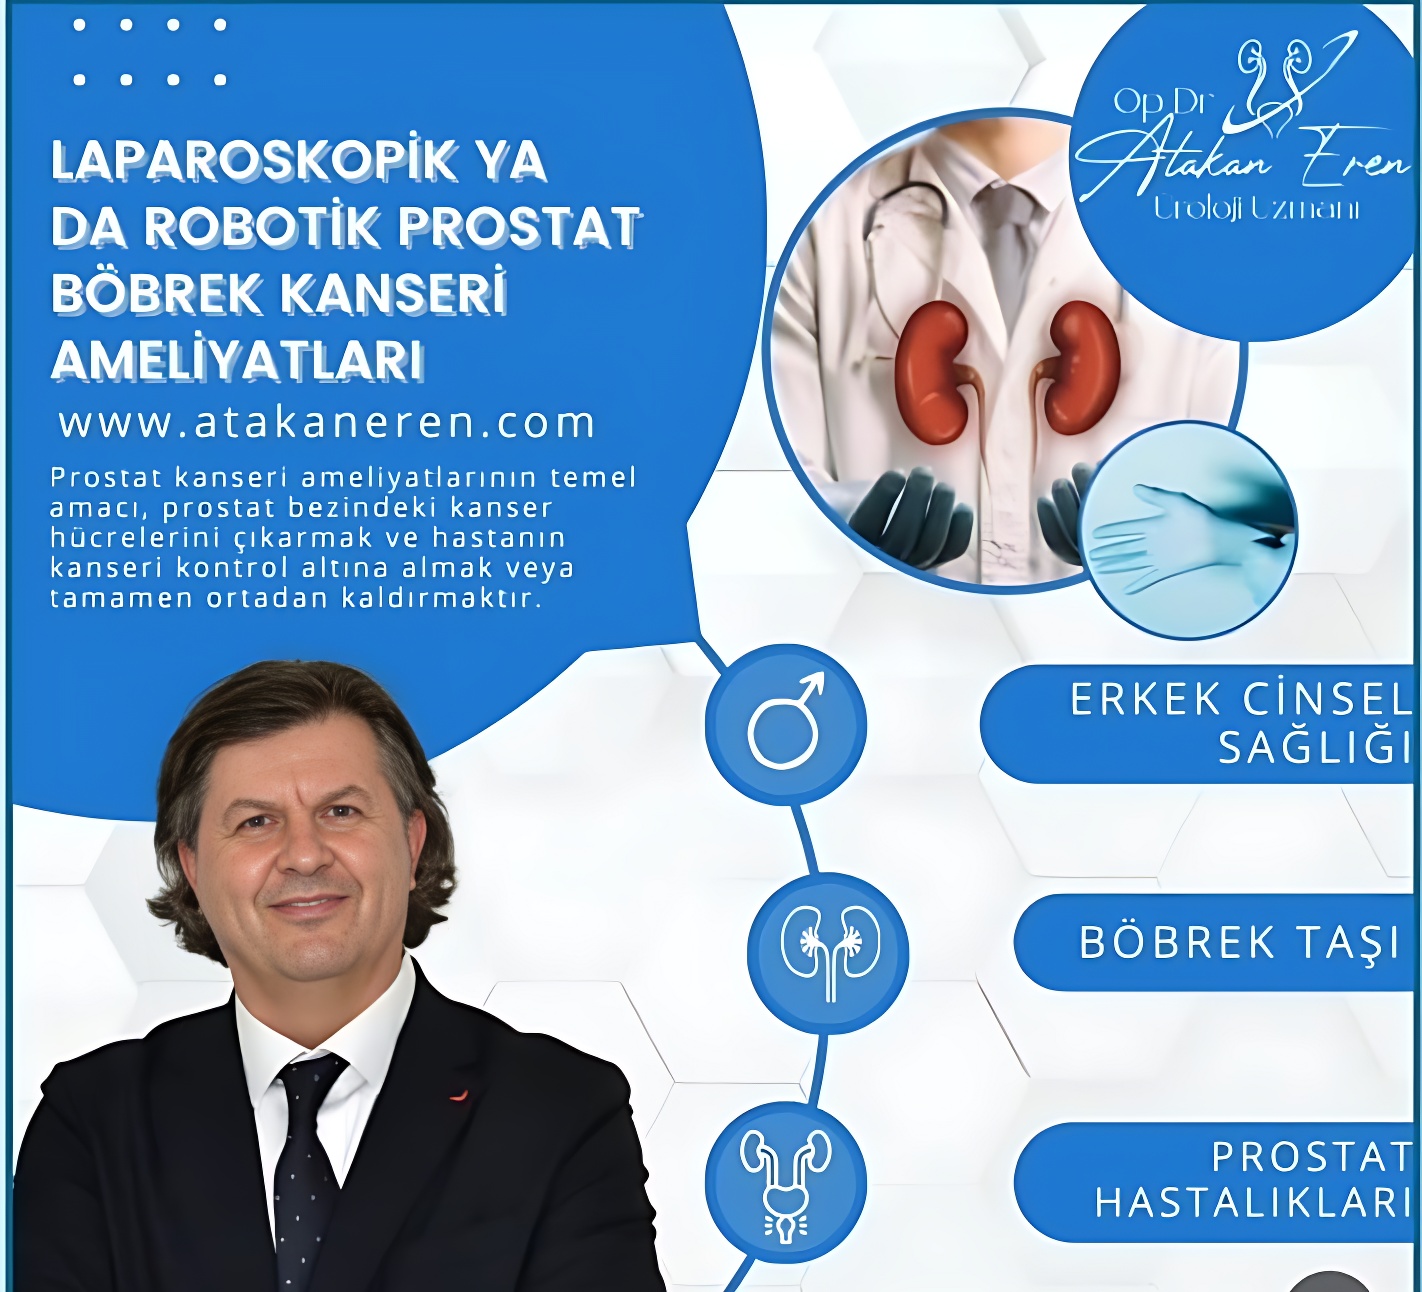 LAPAROSKOPİK YA
DA ROBOTİK PROSTAT
BÖBREK KANSERİ
AMELİYATLARI
www.atakaneren.com
Prostat kanseri ameliyatlarının temel
amacı, prostat bezindeki kanser
hücrelerini çıkarmak ve hastanın
kanseri kontrol altına almak veya
tamamen ortadan kaldırmaktır.
Op Dr
Atakan Eren
Üroloji Uzmanı
ERKEK CİNSEL
SAĞLIĞI
BÖBREK TAŞI
PROSTAT
HASTALIKLARI